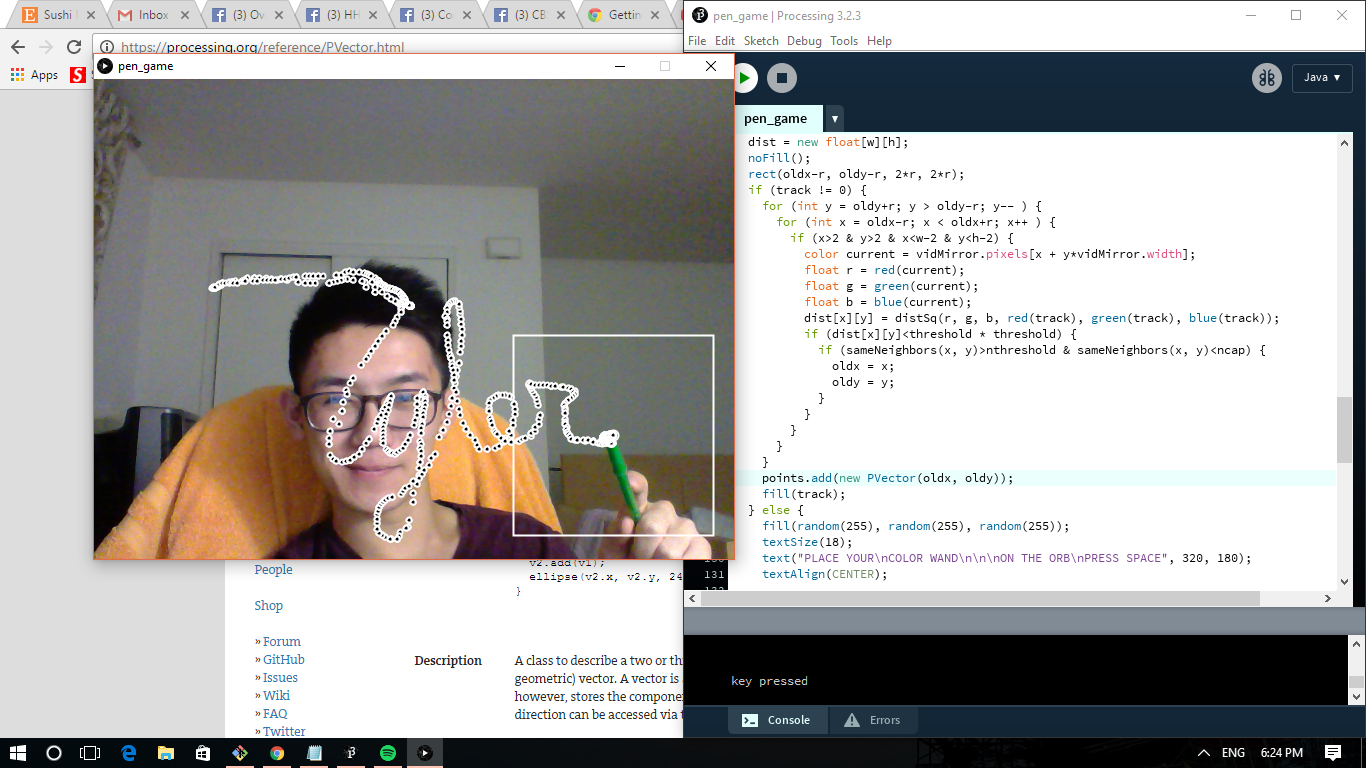 Sushi
Inbox
(3) Ov
(3) HH
(3) Co
(3) CB
Gettin
https://processing.org/reference/PVector.html
Apps
pen_game
Tyler
People
Shop
» Forum
» GitHub
» Issues
» Wiki
» FAQ
» Twitter
v2.add(v1);
ellipse(v2.x, v2.y, 24
}
Description
A class to describe a two or th
geometric) vector. A vector is
however, stores the compone
direction can be accessed via
pen_game | Processing 3.2.3
File Edit Sketch Debug Tools Help
Java ▾
pen_game ▾
dist = new float[w][h];
noFill();
rect(oldx-r, oldy-r, 2*r, 2*r);
if (track != 0) {
for (int y = oldy+r; y > oldy-r; y-- ) {
for (int x = oldx-r; x < oldx+r; x++ ) {
if (x>2 & y>2 & x<w-2 & y<h-2) {
color current = vidMirror.pixels[x + y*vidMirror.width];
float r = red(current);
float g = green(current);
float b = blue(current);
dist[x][y] = distSq(r, g, b, red(track), green(track), blue(track));
if (dist[x][y]<threshold * threshold) {
if (sameNeighbors(x, y)>nthreshold & sameNeighbors(x, y)<ncap) {
oldx = x;
oldy = y;
}
}
}
}
}
points.add(new PVector(oldx, oldy));
fill(track);
} else {
fill(random(255), random(255), random(255));
textSize(18);
text("PLACE YOUR\nCOLOR WAND\n\n\nON THE ORB\nPRESS SPACE", 320, 180);
131 textAlign(CENTER);
key pressed
Console
Errors
ENG 6:24 PM